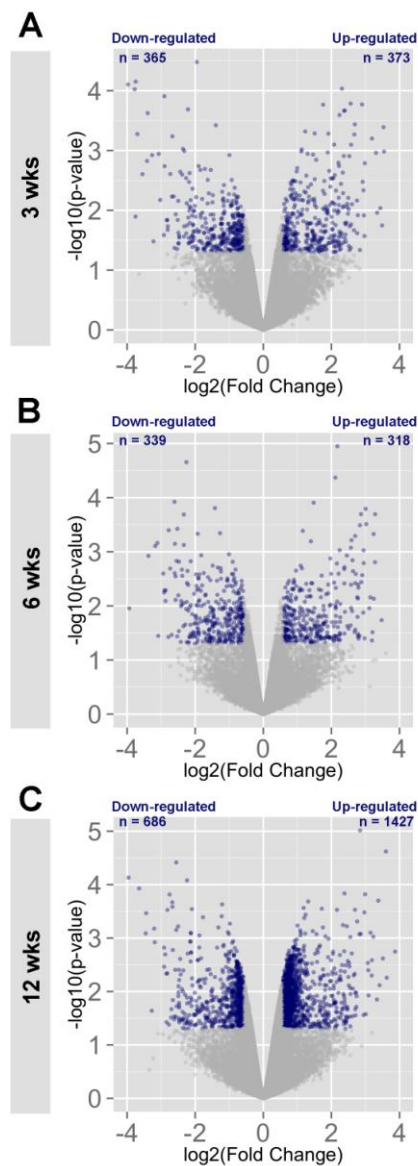 A
3 wks
Down-regulated Up-regulated
n = 365 n = 373
4
3
2
1
0
-log10(p-value)
-4 -2 0 2 4
log2(Fold Change)
B
6 wks
Down-regulated Up-regulated
n = 339 n = 318
5
4
3
2
1
0
-log10(p-value)
-4 -2 0 2 4
log2(Fold Change)
C
12 wks
Down-regulated Up-regulated
n = 686 n = 1427
5
4
3
2
1
0
-log10(p-value)
-4 -2 0 2 4
log2(Fold Change)